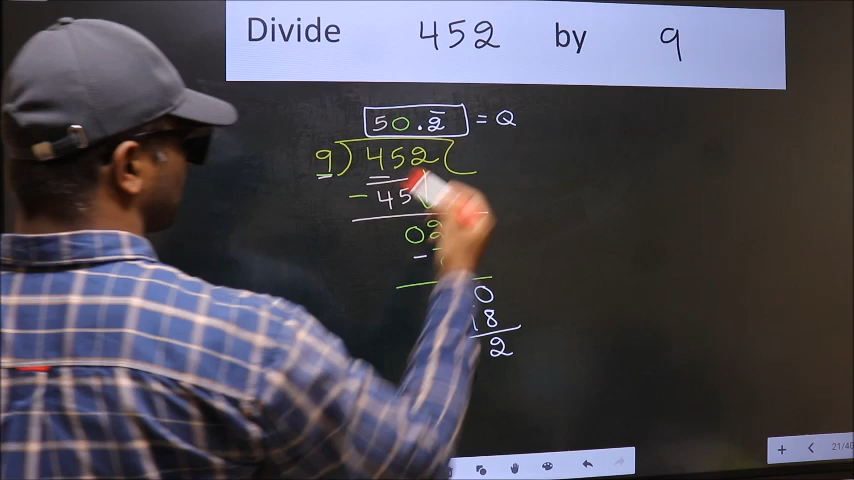 Divide 452 by 9
50.2̅ = Q
9) 452 (
- 45
02
-
0
18
2
21/40